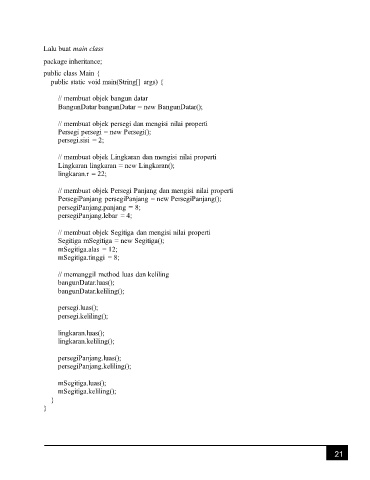 Lalu buat main class
package inheritance;
public class Main {
public static void main(String[] args) {
// membuat objek bangun datar
BangunDatar bangunDatar = new BangunDatar();
// membuat objek persegi dan mengisi nilai properti
Persegi persegi = new Persegi();
persegi.sisi = 2;
// membuat objek Lingkaran dan mengisi nilai properti
Lingkaran lingkaran = new Lingkaran();
lingkaran.r = 22;
// membuat objek Persegi Panjang dan mengisi nilai properti
PersegiPanjang persegiPanjang = new PersegiPanjang();
persegiPanjang.panjang = 8;
persegiPanjang.lebar = 4;
// membuat objek Segitiga dan mengisi nilai properti
Segitiga mSegitiga = new Segitiga();
mSegitiga.alas = 12;
mSegitiga.tinggi = 8;
// memanggil method luas dan keliling
bangunDatar.luas();
bangunDatar.keliling();
persegi.luas();
persegi.keliling();
lingkaran.luas();
lingkaran.keliling();
persegiPanjang.luas();
persegiPanjang.keliling();
mSegitiga.luas();
mSegitiga.keliling();
}
}
21